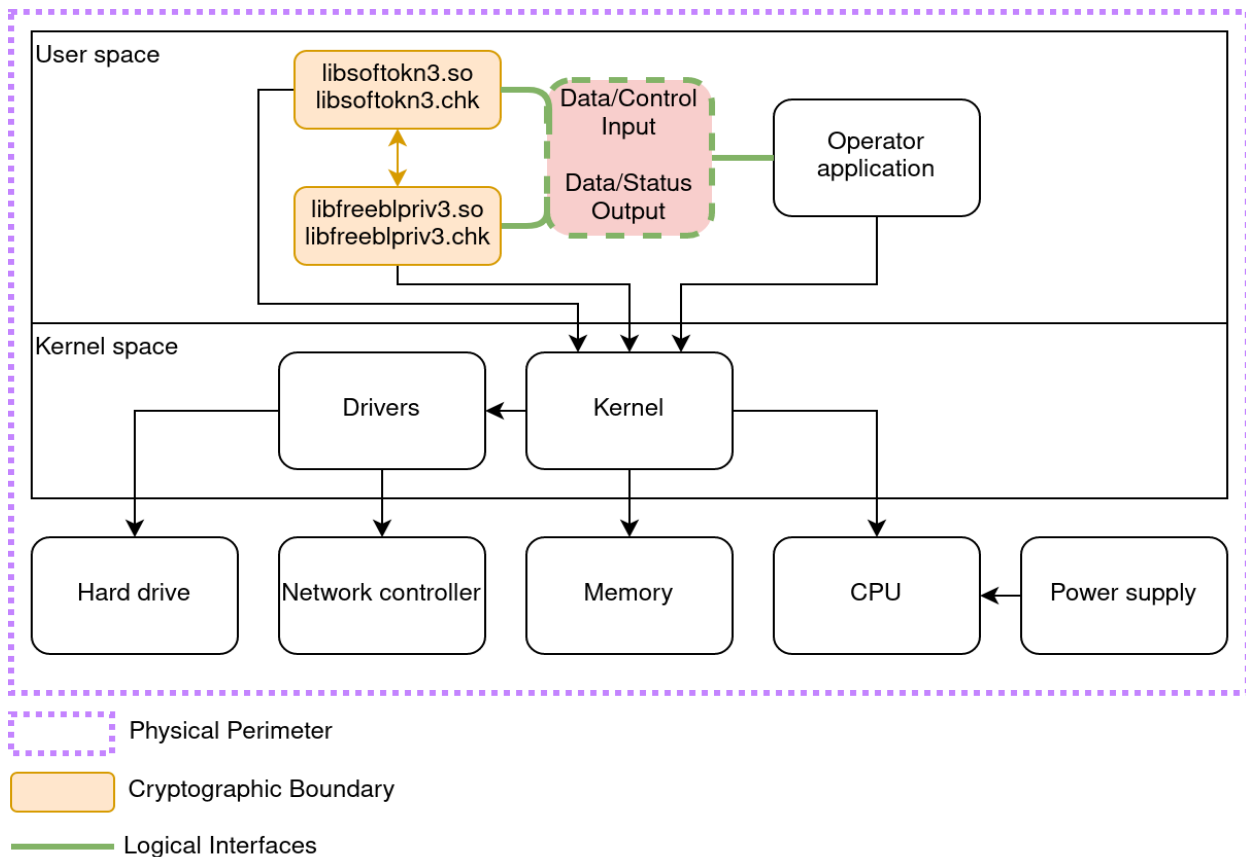 User space
libsoftokn3.so
libsoftokn3.chk
Data/Control
Input
Data/Status
Output
Operator
application
libfreeblpriv3.so
libfreeblpriv3.chk
Kernel space
Drivers
Kernel
Hard drive
Network controller
Memory
CPU
Power supply
Physical Perimeter
Cryptographic Boundary
Logical Interfaces